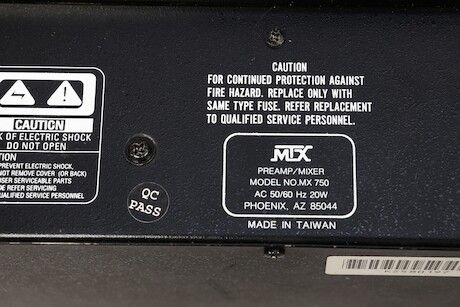 CAUTION
FOR CONTINUED PROTECTION AGAINST
FIRE HAZARD. REPLACE ONLY WITH
SAME TYPE FUSE. REFER REPLACEMENT
TO QUALIFIED SERVICE PERSONNEL.
CAUTION
K OF ELECTRIC SHOCK
DO NOT OPEN
TION
PREVENT ELECTRIC SHOCK,
NOT REMOVE COVER (OR BACK)
USER SERVICEABLE PARTS
DE REFER SERVICING
QUALIFIED SERVICE PERSONNEL
QC
PASS
MTX
PREAMP/MIXER
MODEL NO.MX 750
AC 50/60 Hz 20W
PHOENIX, AZ 85044
MADE IN TAIWAN